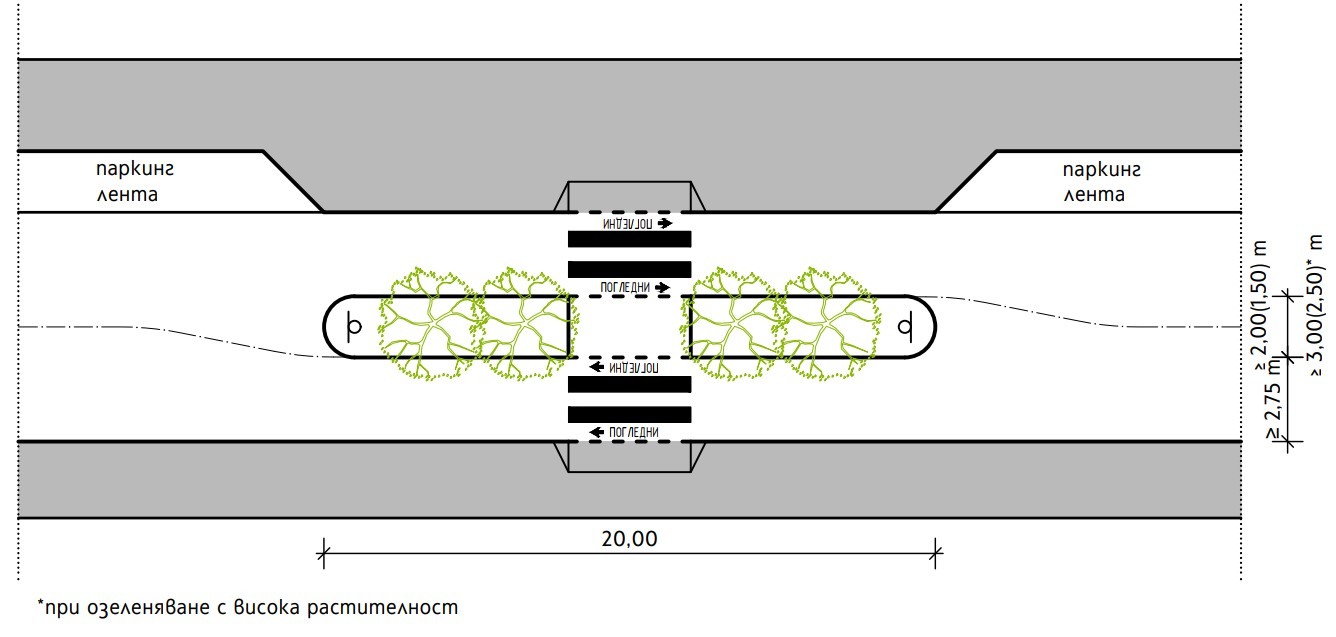 паркинг
лента
паркинг
лента
ПОГЛЕДНИ
ПОГЛЕДНИ
ПОГЛЕДНИ
ПОГЛЕДНИ
≥ 2,00(1,50) m
≥ 3,00(2,50)* m
≥ 2,75 m
20,00
*при озеленяване с висока растителност